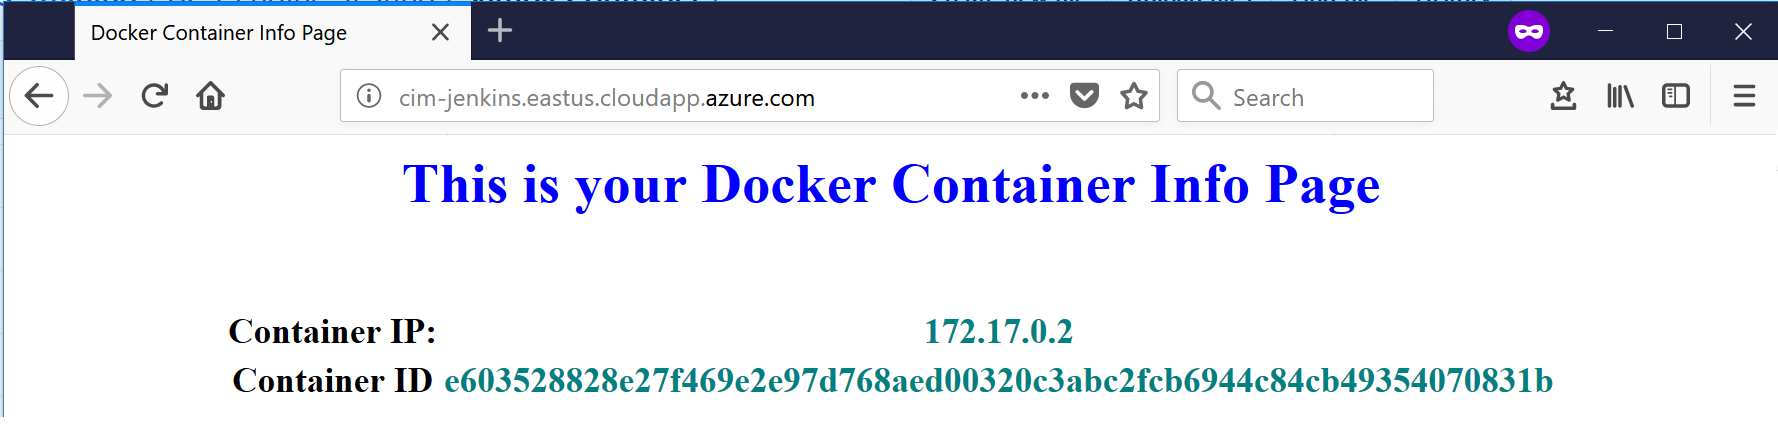 Docker Container Info Page
cim-jenkins.eastus.cloudapp.azure.com
Search
This is your Docker Container Info Page
Container IP: 172.17.0.2
Container ID e603528828e27f469e2e97d768aed00320c3abc2fcb6944c84cb49354070831b